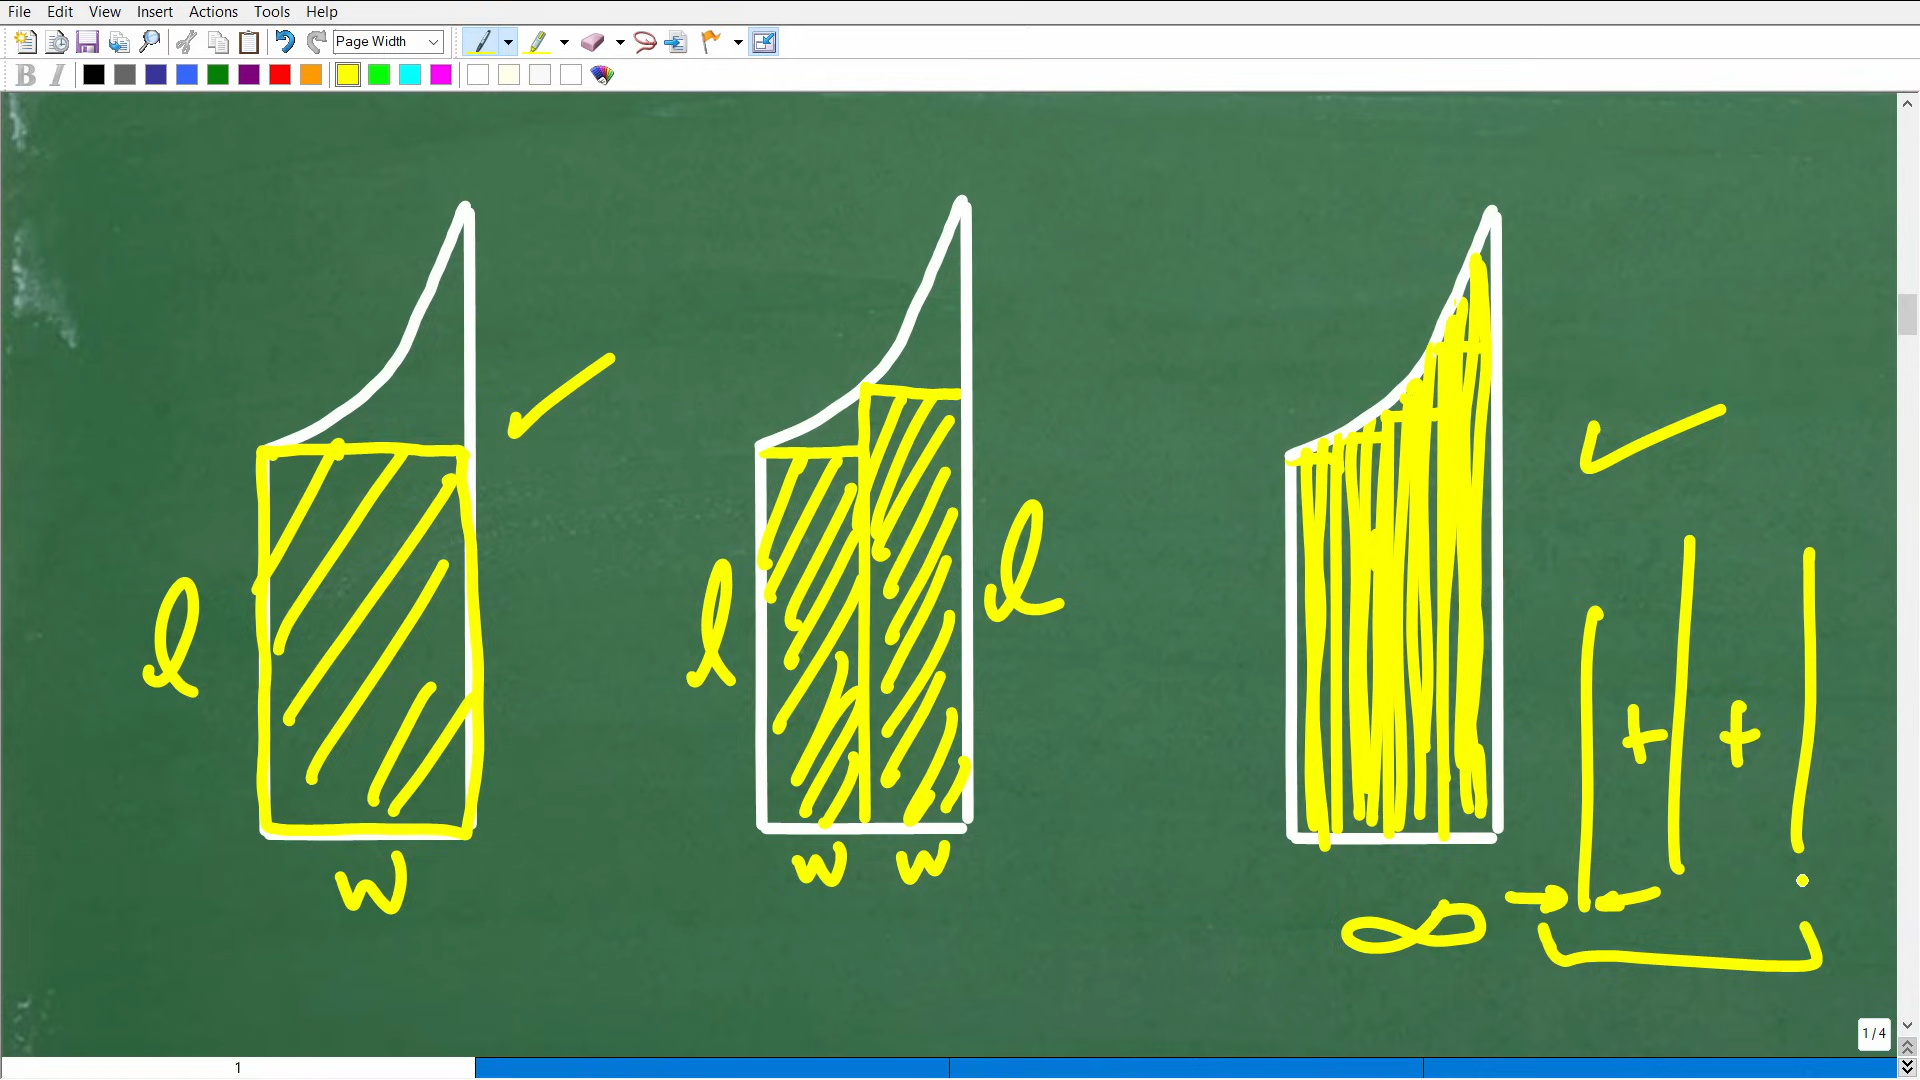 File Edit View Insert Actions Tools Help
Page Width
B I
l
l
l
+ +
w
w w
∞
1 / 4
1